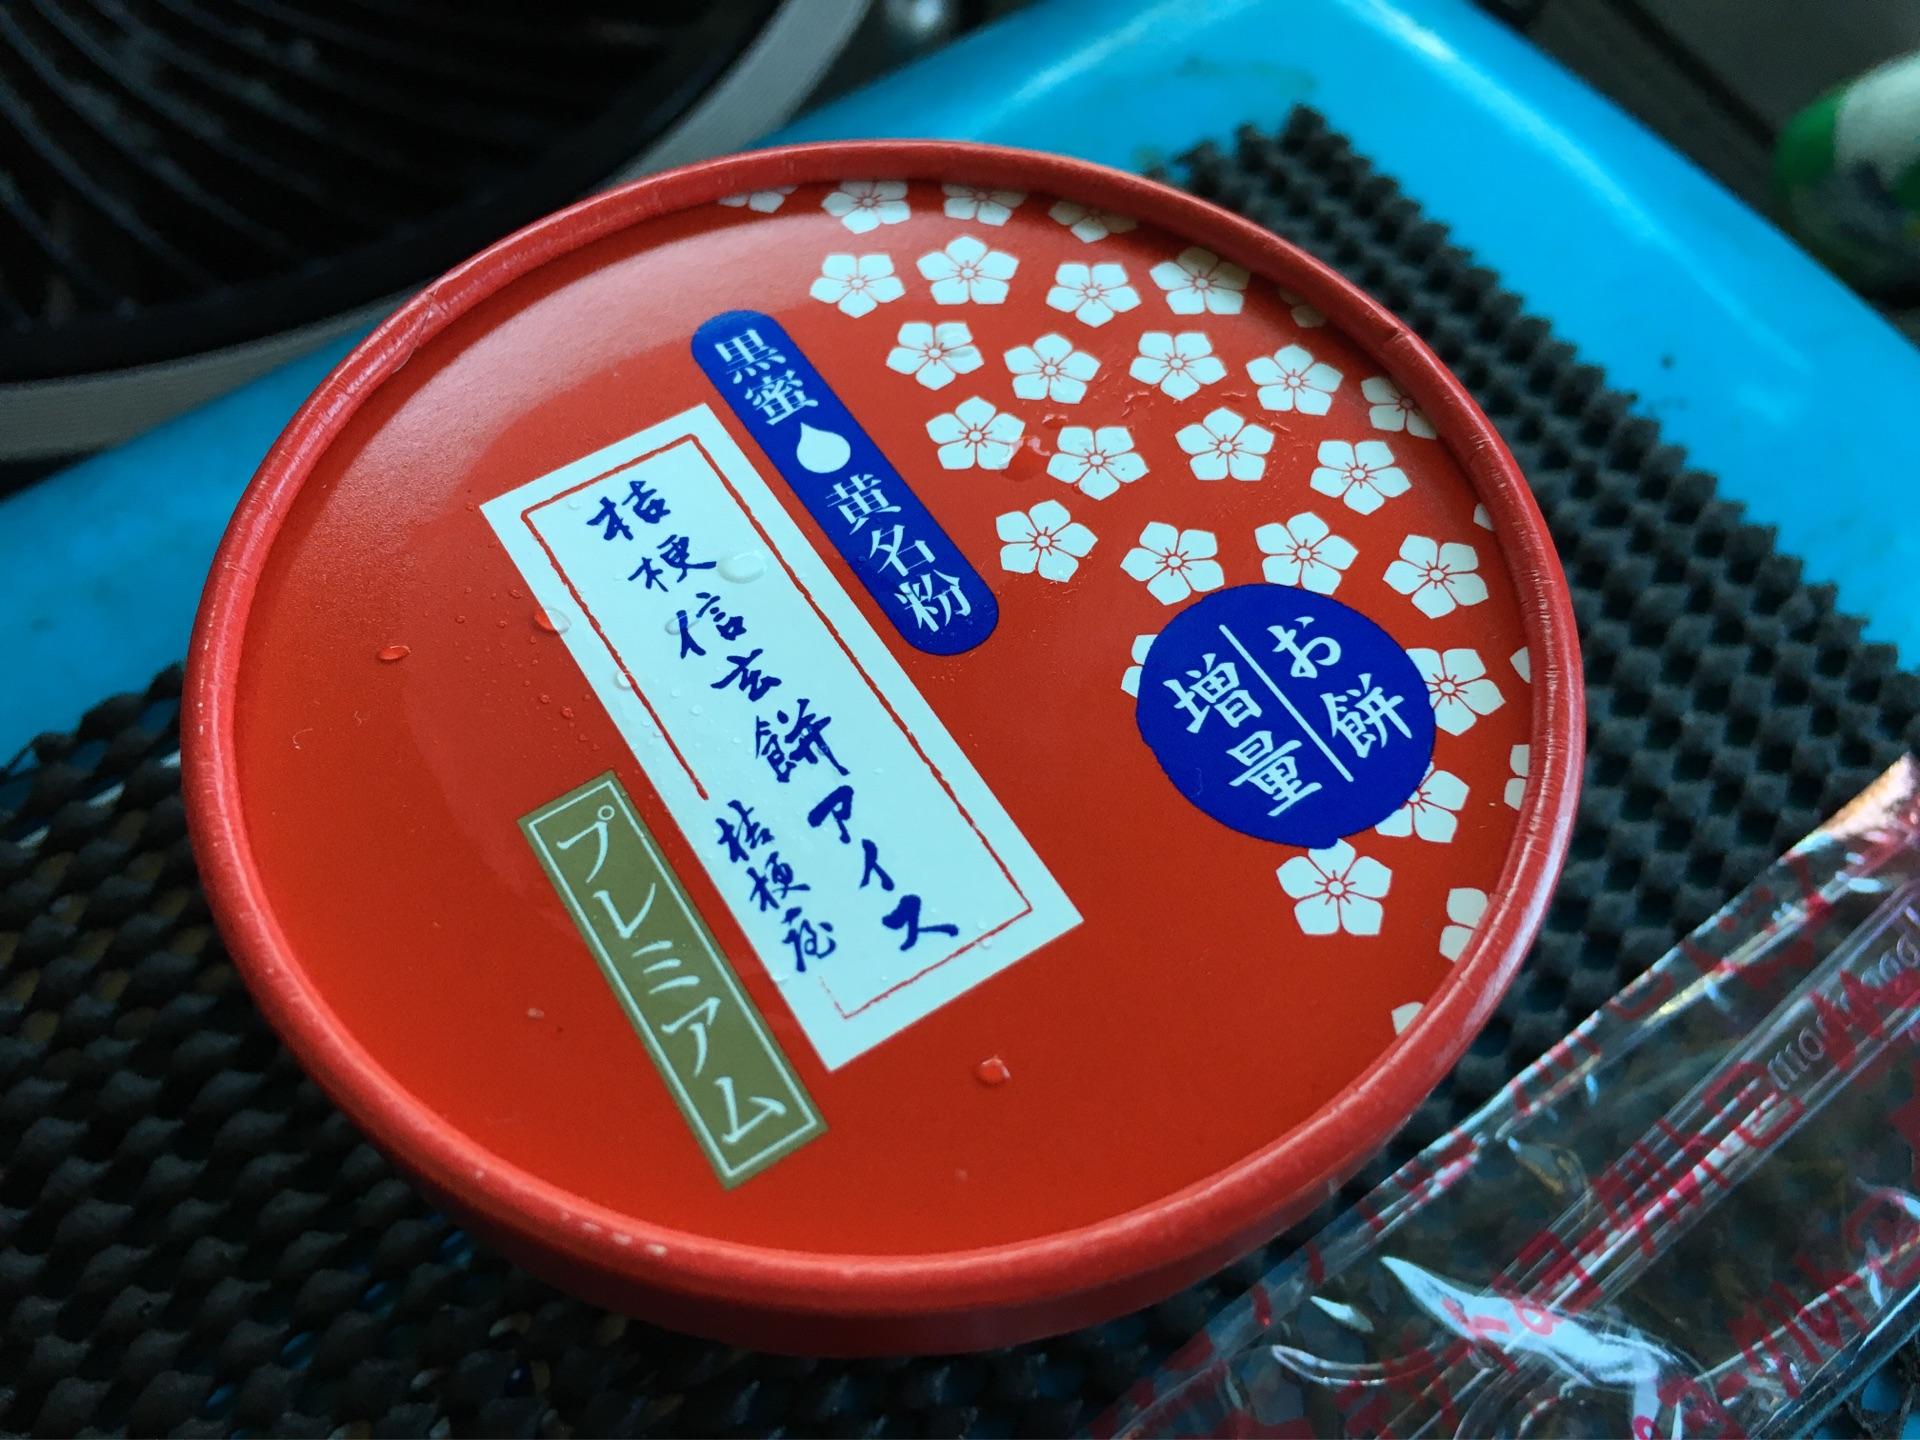 黒蜜
黄名粉
桔梗信玄餅アイス
桔梗屋
プレミアム
お餅
増量